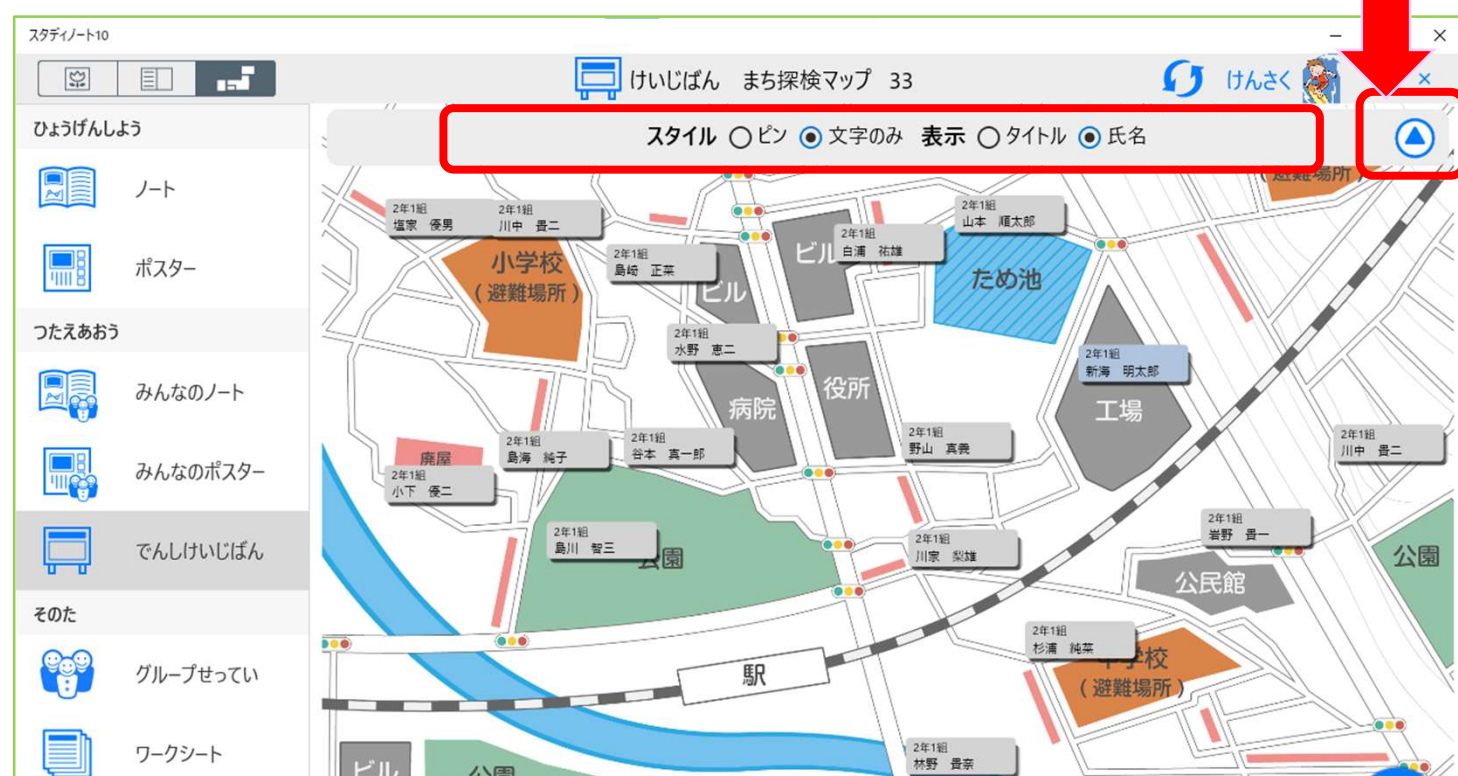 スタディノート10
けいじばん まち探検マップ 33
けんさく
ひょうげんしよう
ノート
ポスター
つたえあおう
みんなのノート
みんなのポスター
でんしけいじばん
そのた
グループせってい
ワークシート
スタイル ピン 文字のみ 表示 タイトル 氏名
(避難場所)
2年1組
塩家 優男
2年1組
川中 貴二
2年1組
山本 順太郎
2年1組
白浦 祐雄
2年1組
島崎 正菜
小学校
(避難場所)
ビル
ビル
ため池
2年1組
水野 恵二
2年1組
新海 明太郎
役所
病院
工場
2年1組
島海 純子
2年1組
谷本 真一郎
2年1組
野山 真義
2年1組
川中 貴二
廃屋
2年1組
小下 優二
2年1組
島川 智三
公園
2年1組
川家 梨雄
2年1組
岩野 貴一
公園
公民館
2年1組
杉浦 純菜
中学校
(避難場所)
駅
2年1組
林野 貴奈
ビル
公園